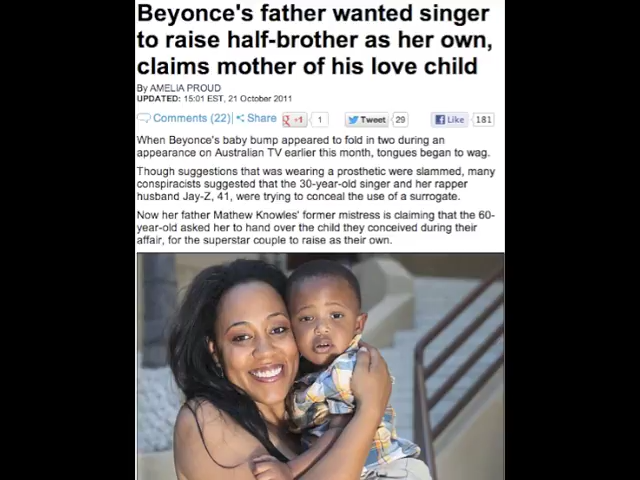 Beyonce's father wanted singer
to raise half-brother as her own,
claims mother of his love child
By AMELIA PROUD
UPDATED: 15:01 EST, 21 October 2011
Comments (22) Share +1 1 Tweet 29 Like 181
When Beyonce's baby bump appeared to fold in two during an
appearance on Australian TV earlier this month, tongues began to wag.
Though suggestions that was wearing a prosthetic were slammed, many
conspiracists suggested that the 30-year-old singer and her rapper
husband Jay-Z, 41, were trying to conceal the use of a surrogate.
Now her father Mathew Knowles' former mistress is claiming that the 60-
year-old asked her to hand over the child they conceived during their
affair, for the superstar couple to raise as their own.